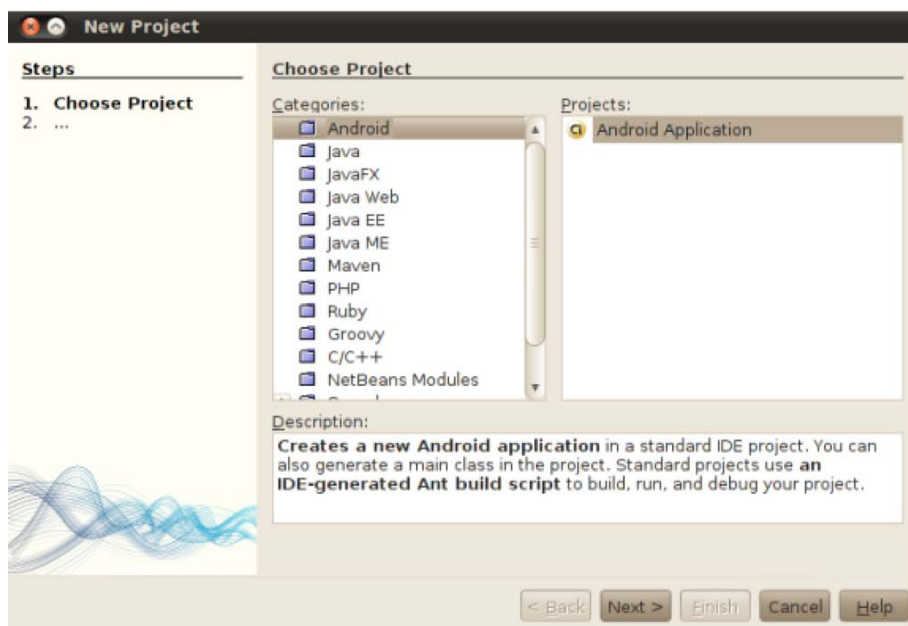 New Project
Steps
1. Choose Project
2. ...
Choose Project
Categories:
Android
Java
JavaFX
Java Web
Java EE
Java ME
Maven
PHP
Ruby
Groovy
C/C++
NetBeans Modules
Projects:
Android Application
Description:
Creates a new Android application in a standard IDE project. You can
also generate a main class in the project. Standard projects use an
IDE-generated Ant build script to build, run, and debug your project.
< Back
Next >
Finish
Cancel
Help